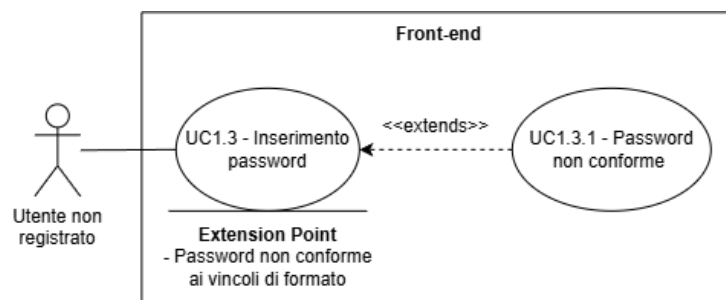 Front-end
UC1.3 - Inserimento
password
<<extends>>
UC1.3.1 - Password
non conforme
Utente non
registrato
Extension Point
- Password non conforme
ai vincoli di formato